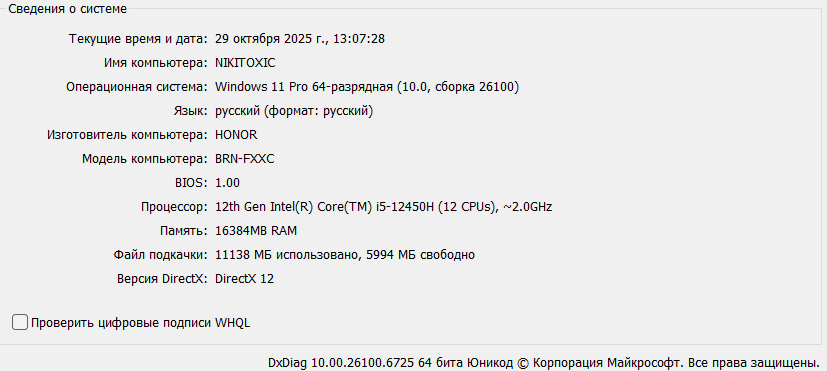 Сведения о системе
Текущие время и дата: 29 октября 2025 г., 13:07:28
Имя компьютера: NIKITOXIC
Операционная система: Windows 11 Pro 64-разрядная (10.0, сборка 26100)
Язык: русский (формат: русский)
Изготовитель компьютера: HONOR
Модель компьютера: BRN-FXXC
BIOS: 1.00
Процессор: 12th Gen Intel(R) Core(TM) i5-12450H (12 CPUs), ~2.0GHz
Память: 16384MB RAM
Файл подкачки: 11138 МБ использовано, 5994 МБ свободно
Версия DirectX: DirectX 12
Проверить цифровые подписи WHQL
DxDiag 10.00.26100.6725 64 бита Юникод © Корпорация Майкрософт. Все права защищены.